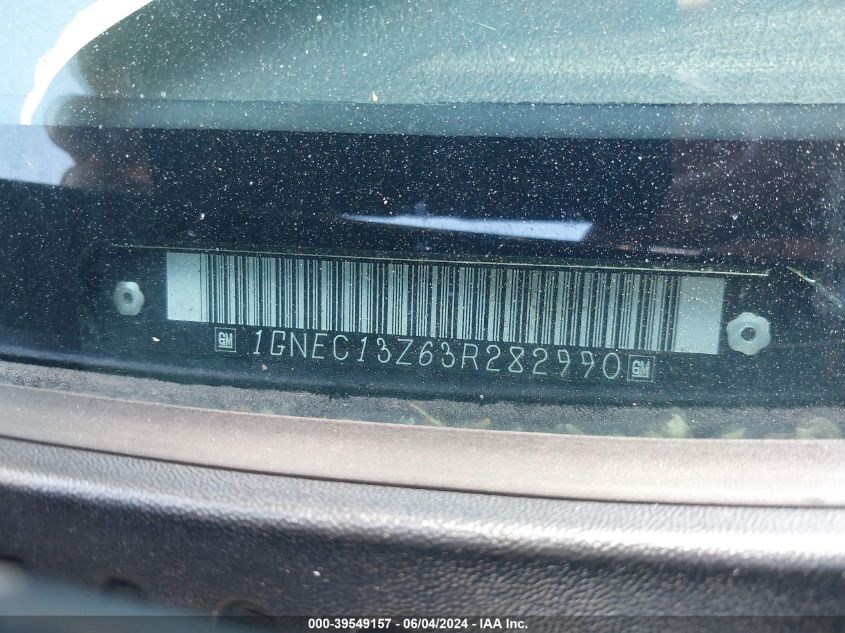 GM 1GNEC13Z63R282990 GM
000-39549157 - 06/04/2024 - IAA Inc.